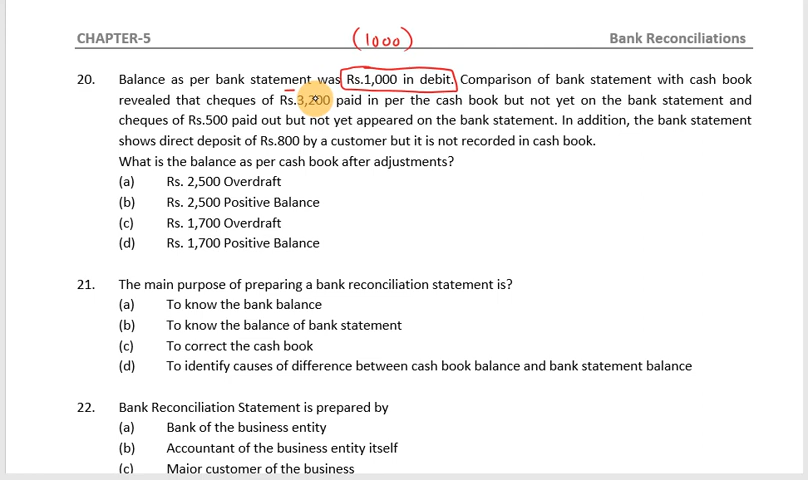 (1000)
CHAPTER-5 Bank Reconciliations
20. Balance as per bank statement was Rs.1,000 in debit. Comparison of bank statement with cash book
revealed that cheques of Rs.3,200 paid in per the cash book but not yet on the bank statement and
cheques of Rs.500 paid out but not yet appeared on the bank statement. In addition, the bank statement
shows direct deposit of Rs.800 by a customer but it is not recorded in cash book.
What is the balance as per cash book after adjustments?
(a) Rs. 2,500 Overdraft
(b) Rs. 2,500 Positive Balance
(c) Rs. 1,700 Overdraft
(d) Rs. 1,700 Positive Balance
21. The main purpose of preparing a bank reconciliation statement is?
(a) To know the bank balance
(b) To know the balance of bank statement
(c) To correct the cash book
(d) To identify causes of difference between cash book balance and bank statement balance
22. Bank Reconciliation Statement is prepared by
(a) Bank of the business entity
(b) Accountant of the business entity itself
(c) Major customer of the business